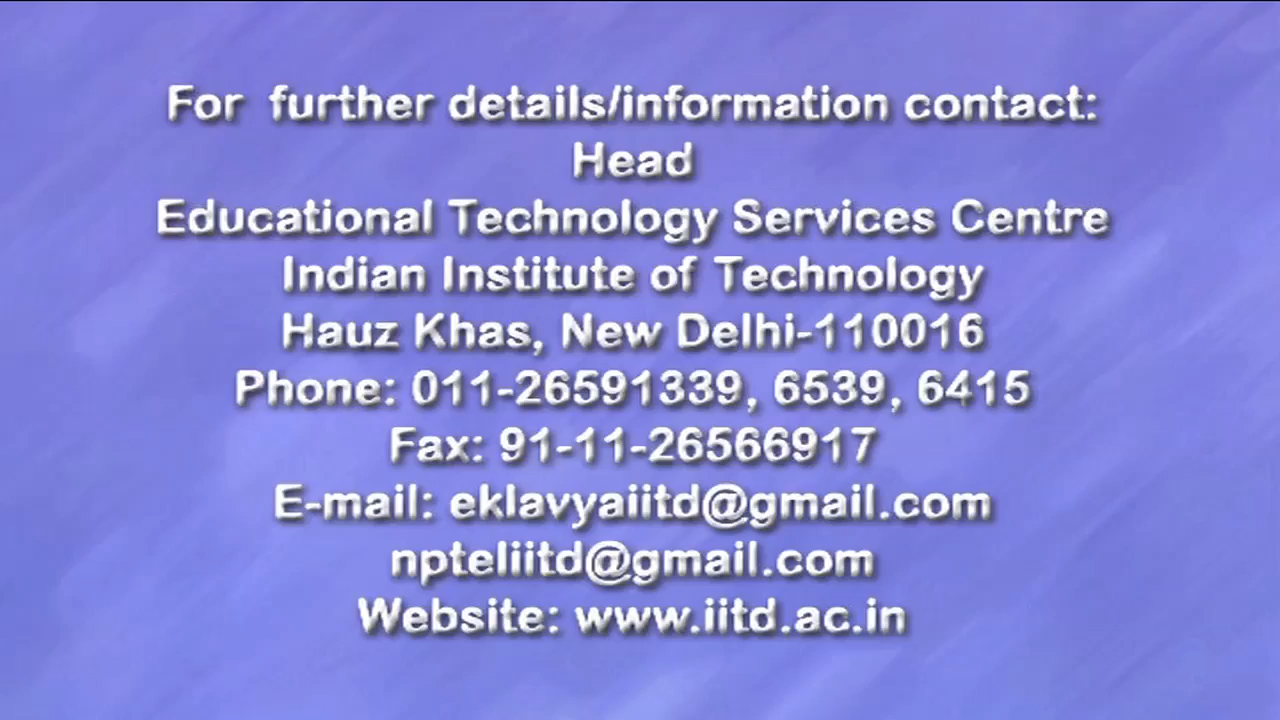 For further details/information contact:
Head
Educational Technology Services Centre
Indian Institute of Technology
Hauz Khas, New Delhi-110016
Phone: 011-26591339, 6539, 6415
Fax: 91-11-26566917
E-mail: eklavyaiitd@gmail.com
npteliitd@gmail.com
Website: www.iitd.ac.in